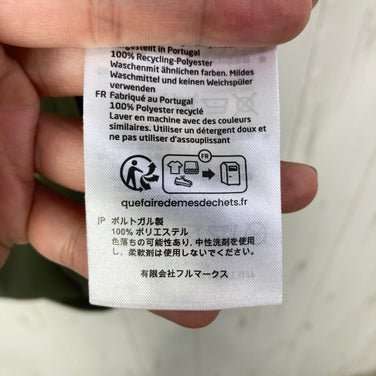 gestellt in Portugal
100% Recycling-Polyester
Waschenmit ähnlichen farben. Mildes
Waschmittel und keinen Weichspüler
verwenden
FR Fabriqué au Portugal
100% Polyester recyclé
Laver en machine avec des couleurs
similaires. Utiliser un détergent doux et
ne pas utiliser d'assouplissant
FR
quefairedemesdechets.fr
JP ポルトガル製
100% ポリエステル
色落ちの可能性あり, 中性洗剤を使用
し、柔軟剤は使用しないでください。
有限会社フルマークス